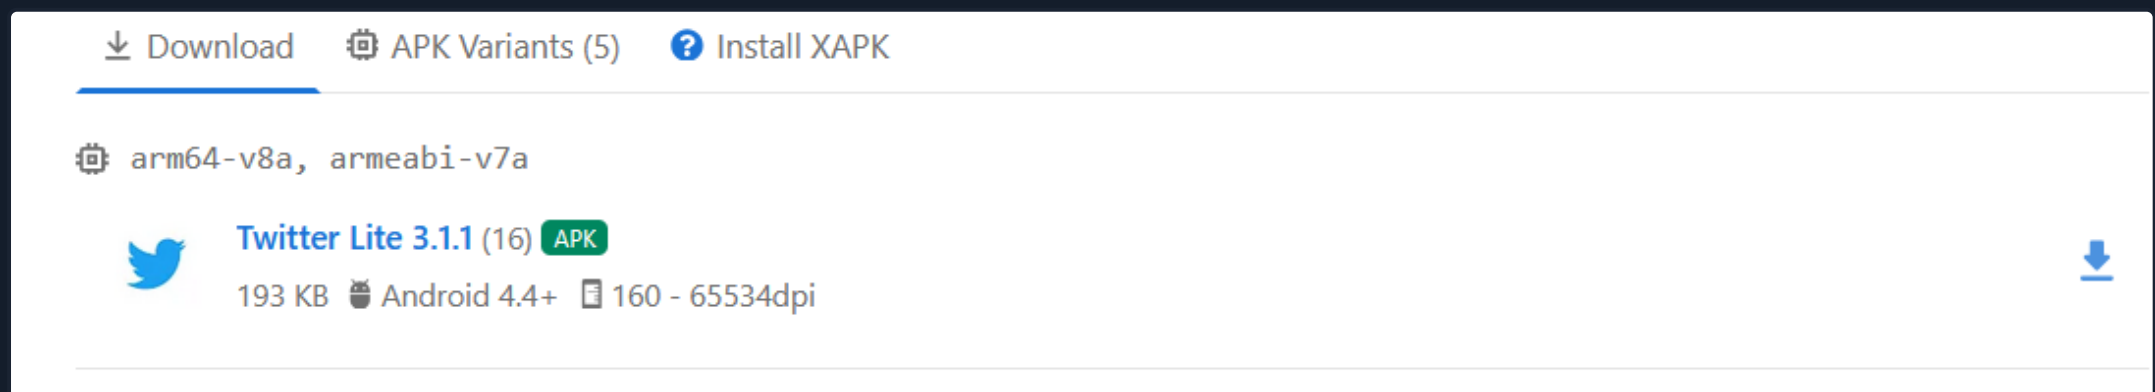 Download APK Variants (5) Install XAPK
arm64-v8a, armeabi-v7a
Twitter Lite 3.1.1 (16) APK
193 KB Android 4.4+ 160 - 65534dpi